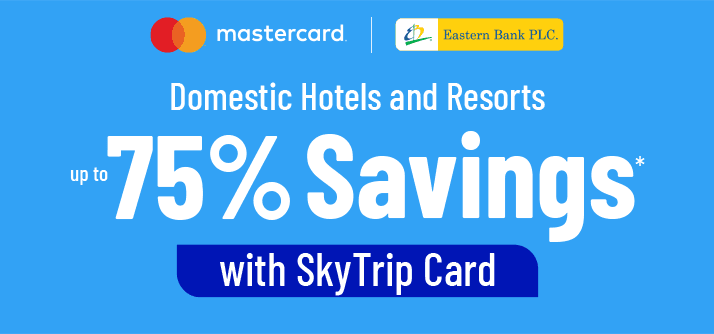 mastercard. Eastern Bank PLC.
Domestic Hotels and Resorts
up to 75% Savings*
with SkyTrip Card